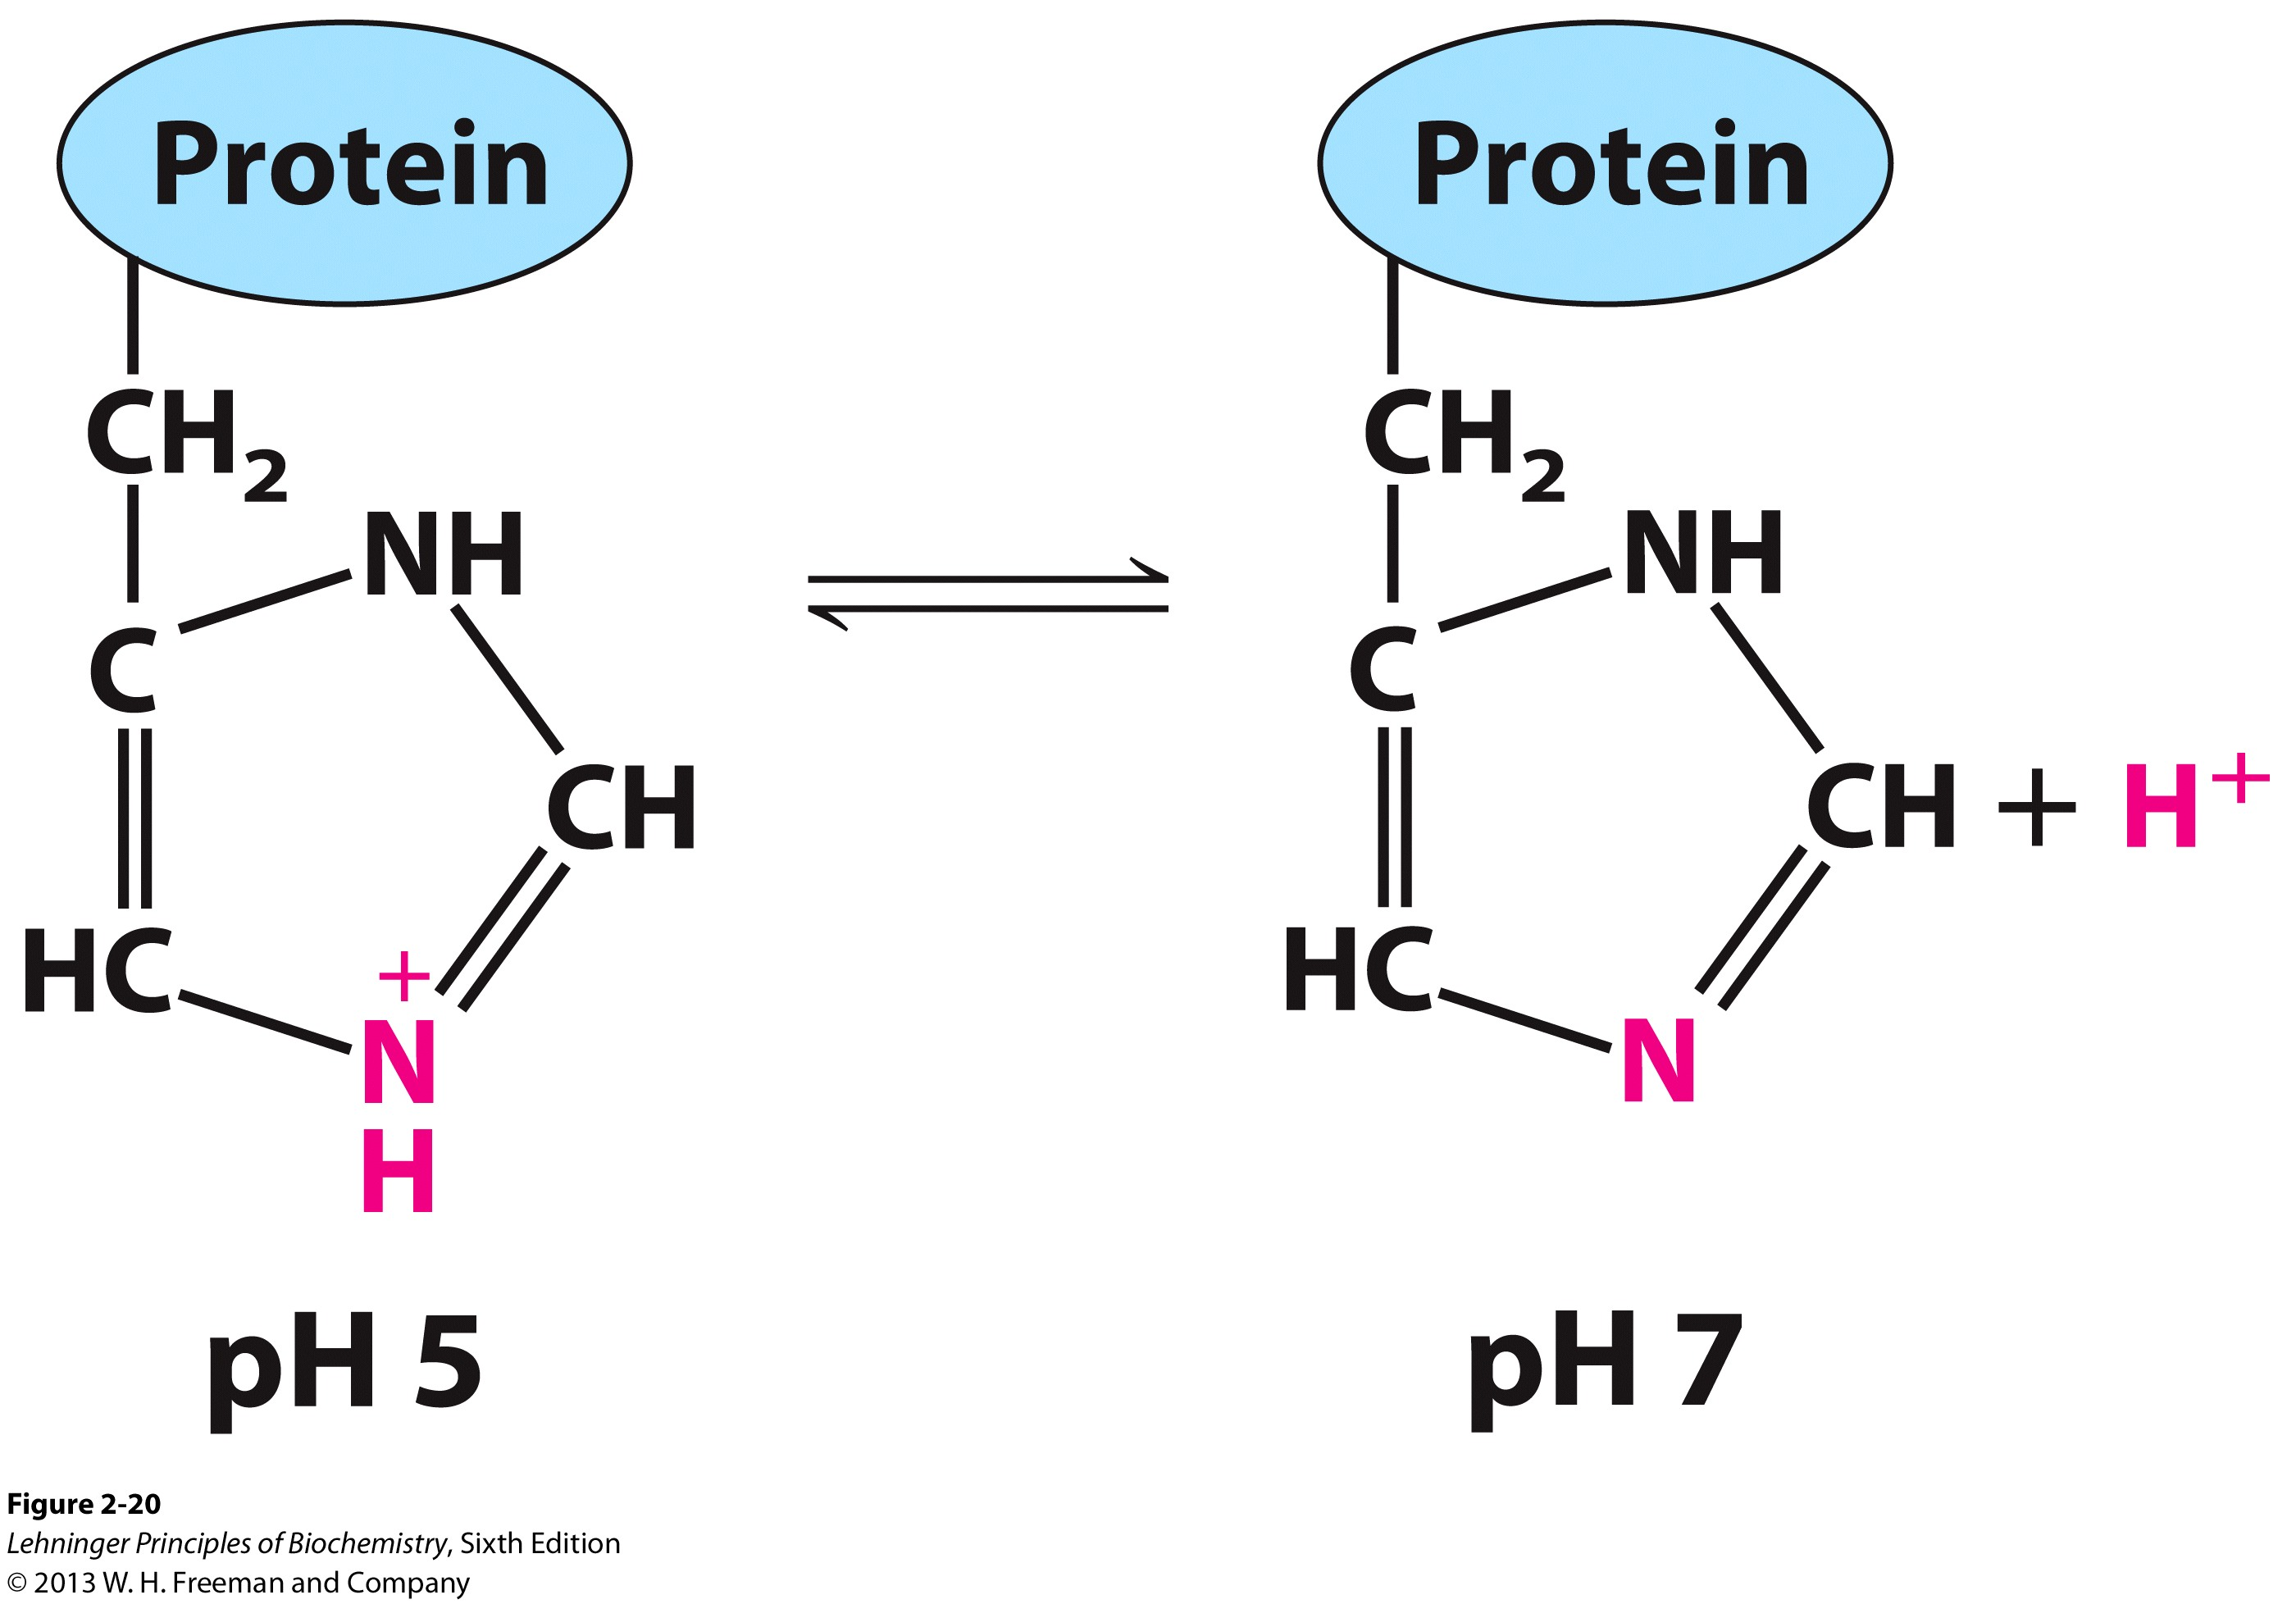 Protein Protein
CH₂ CH₂
NH NH
C C
CH CH + H⁺
HC HC
+
N N
H
pH 5 pH 7
Figure 2-20
Lehninger Principles of Biochemistry, Sixth Edition
© 2013 W. H. Freeman and Company